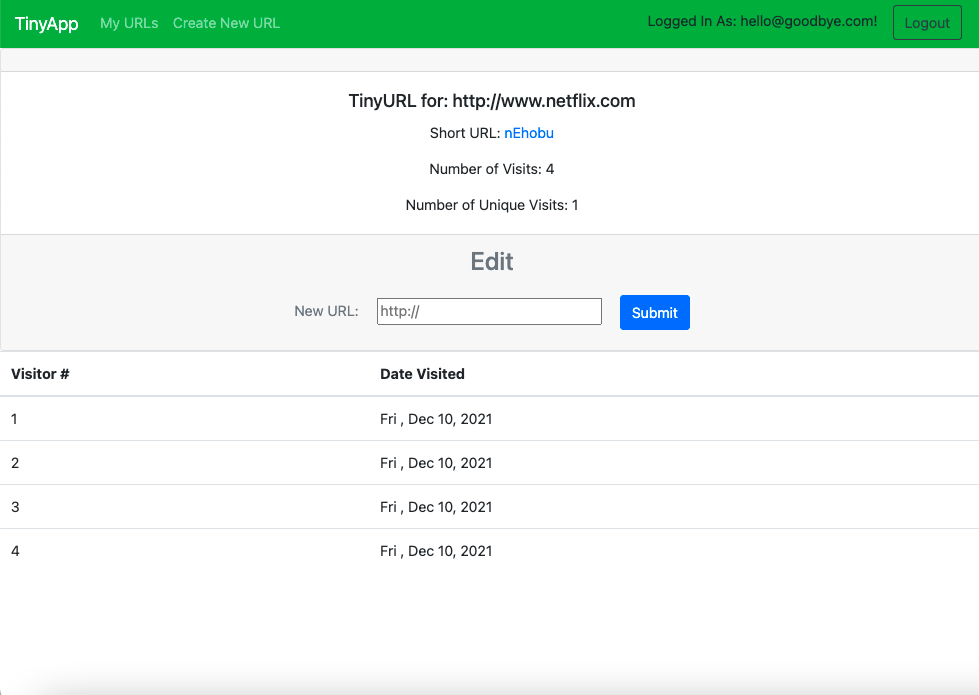 TinyApp My URLs Create New URL Logged In As: hello@goodbye.com! Logout
TinyURL for: http://www.netflix.com
Short URL: nEhobu
Number of Visits: 4
Number of Unique Visits: 1
Edit
New URL: http:// Submit
Visitor # Date Visited
1 Fri , Dec 10, 2021
2 Fri , Dec 10, 2021
3 Fri , Dec 10, 2021
4 Fri , Dec 10, 2021